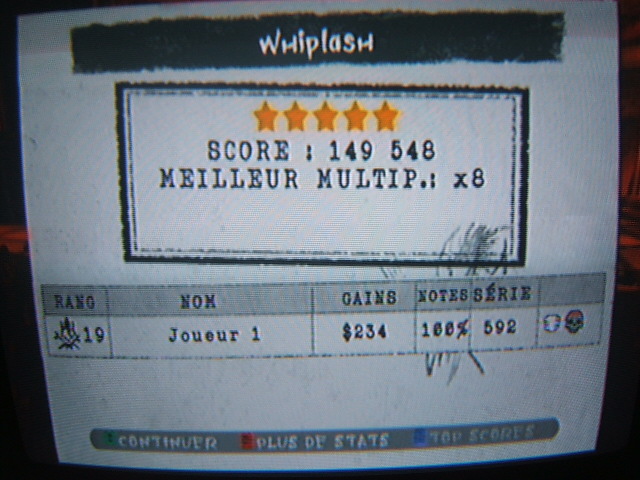 Whiplash
SCORE : 149 548
MEILLEUR MULTIP.: x8
RANG NOM GAINS NOTES SÉRIE
19 Joueur 1 $234 100% 592
CONTINUER PLUS DE STATS TOP SCORES